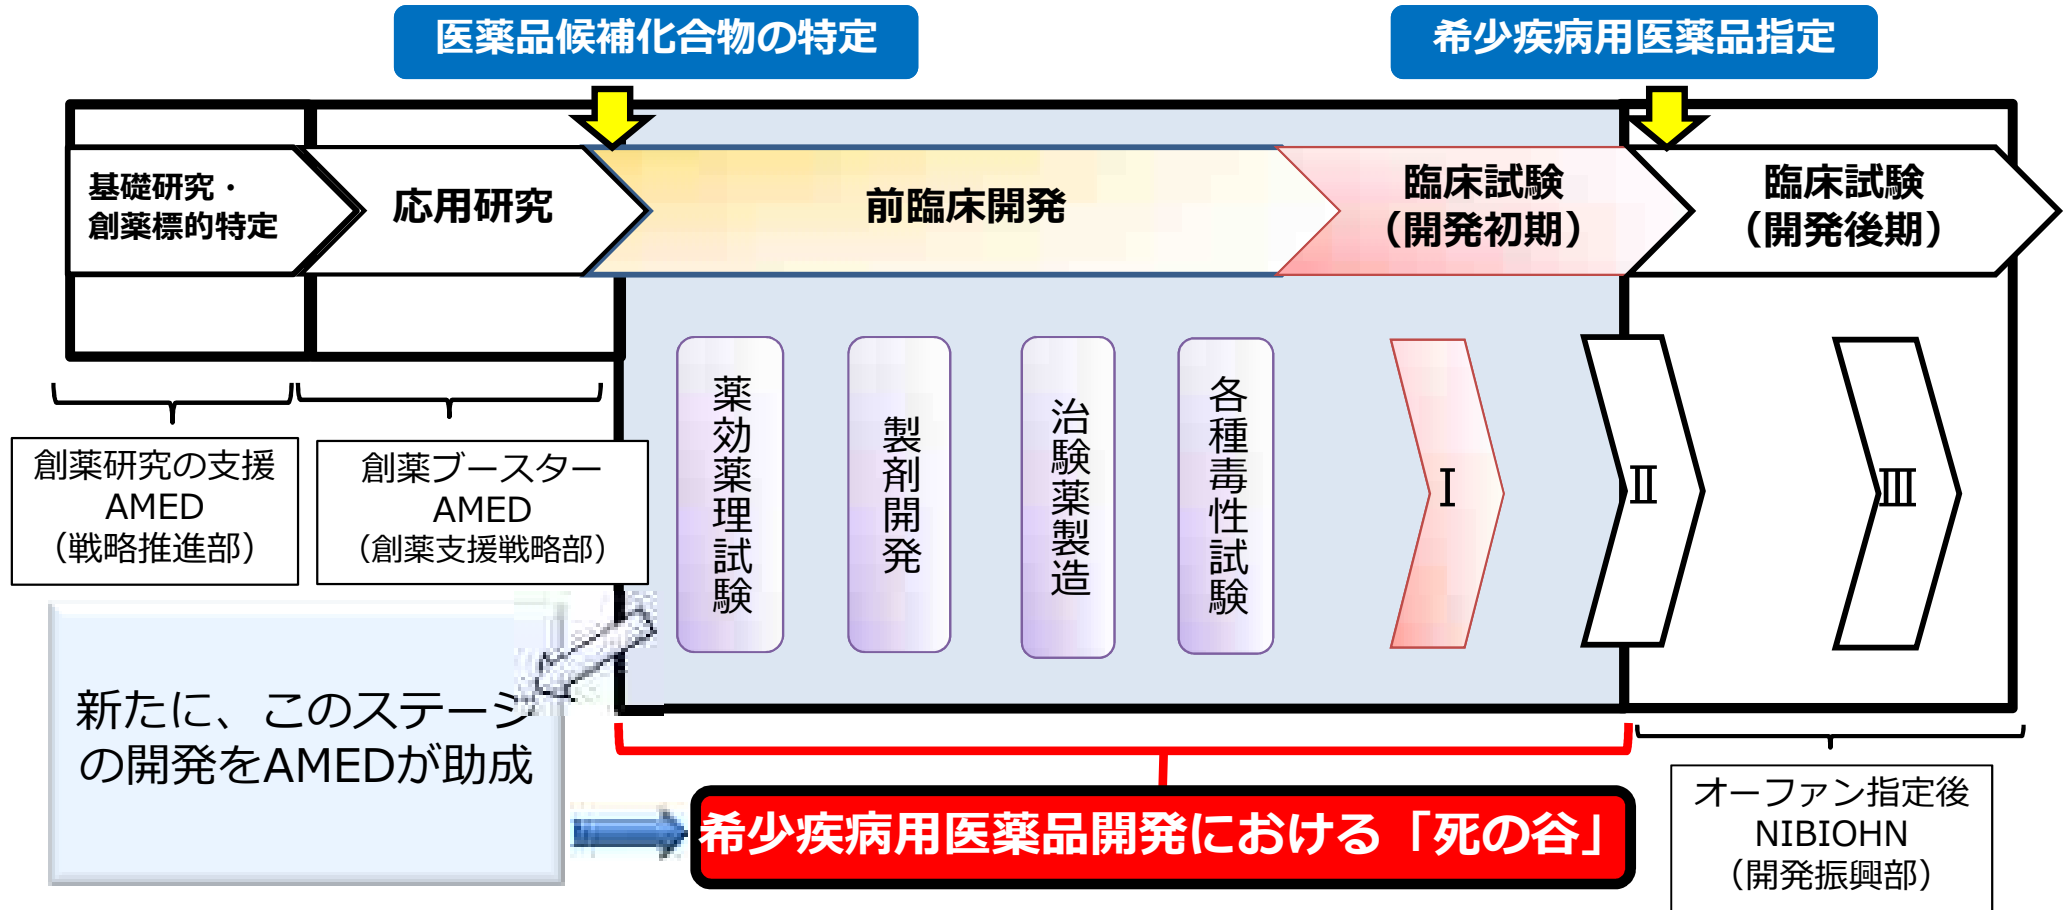 医薬品候補化合物の特定
希少疾病用医薬品指定
基礎研究・
創薬標的特定
応用研究
前臨床開発
臨床試験
（開発初期）
臨床試験
（開発後期）
薬効薬理試験
製剤開発
治験薬製造
各種毒性試験
Ⅰ
Ⅱ
Ⅲ
創薬研究の支援
AMED
（戦略推進部）
創薬ブースター
AMED
（創薬支援戦略部）
新たに、このステージ
の開発をAMEDが助成
希少疾病用医薬品開発における「死の谷」
オーファン指定後
NIBIOHN
（開発振興部）